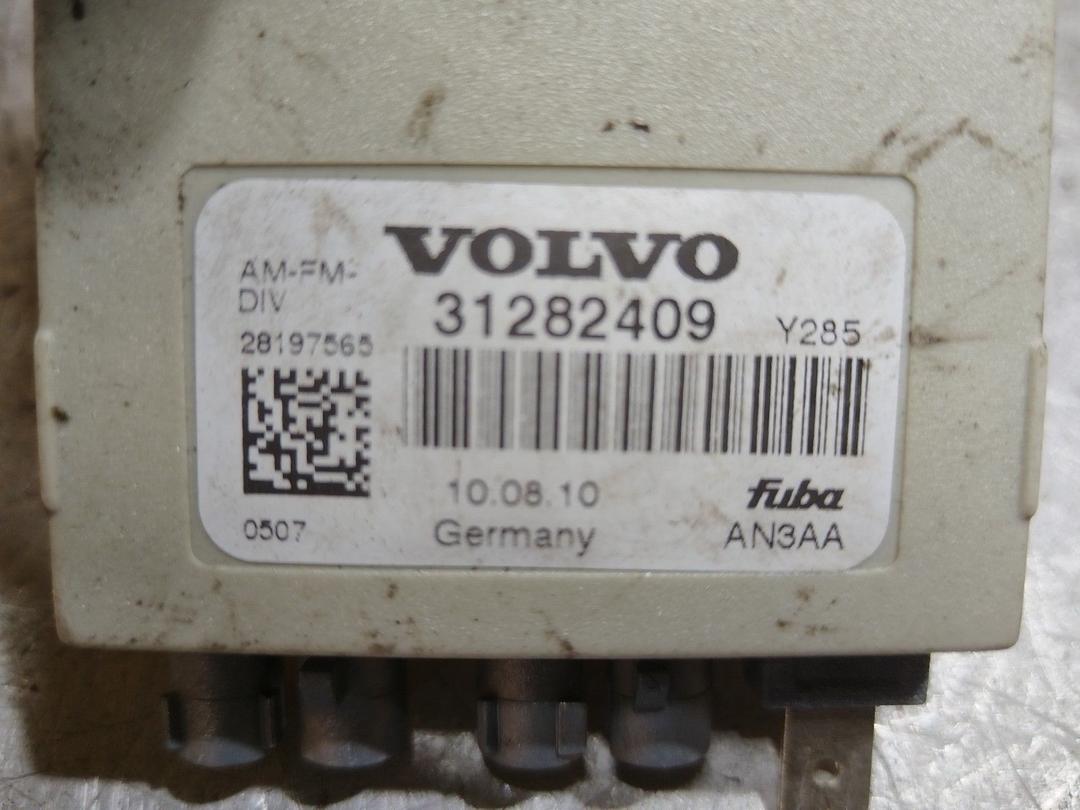 VOLVO
AM-FM-
DIV
31282409
Y285
28197565
10.08.10
fuba
0507
Germany
AN3AA